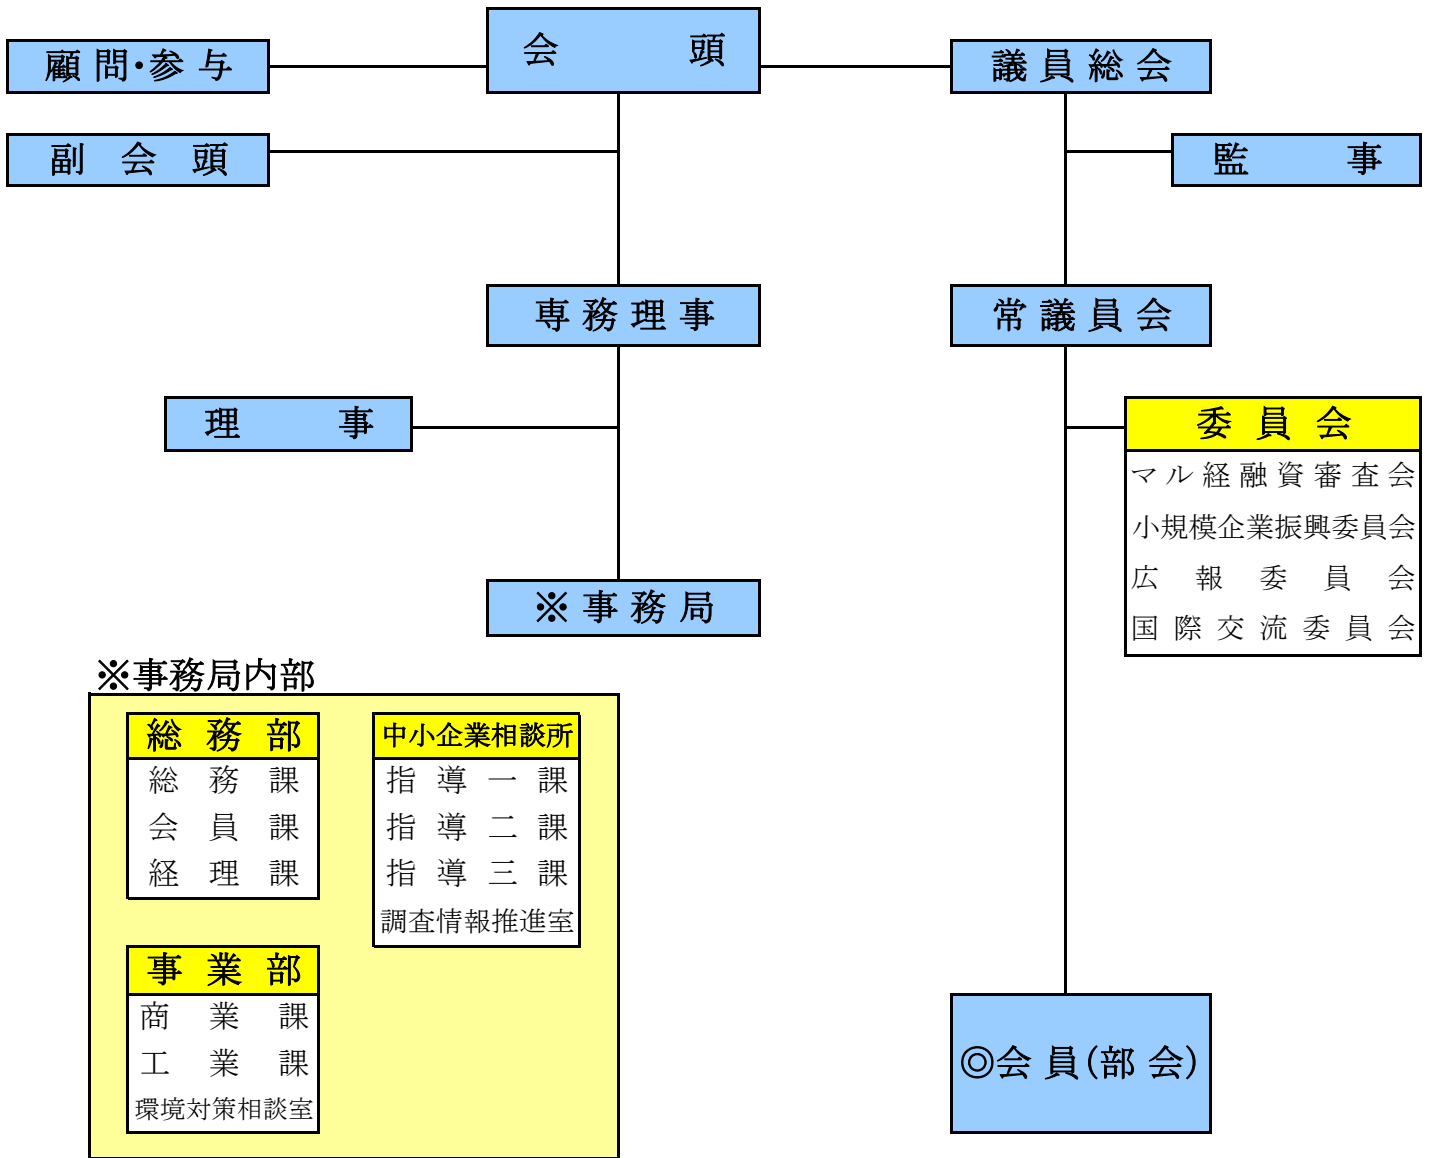 会頭
顧問・参与
議員総会
副会頭
監事
専務理事
常議員会
理事
委員会
マル経融資審査会
小規模企業振興委員会
広報委員会
国際交流委員会
※事務局
※事務局内部
総務部
総務課
会員課
経理課
中小企業相談所
指導一課
指導二課
指導三課
調査情報推進室
事業部
商業課
工業課
環境対策相談室
◎会員(部会)